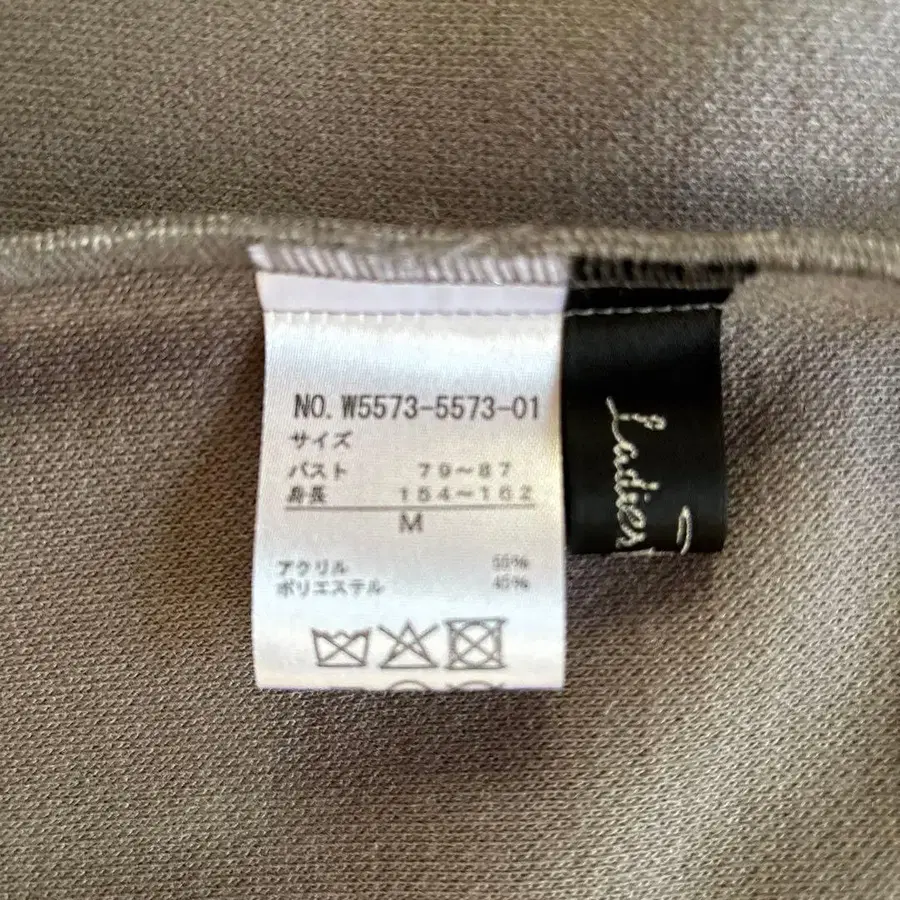 NO. W5573-5573-01
サイズ
バスト 79~87
身長 154~162
M
アクリル 55%
ポリエステル 45%
Ladies'